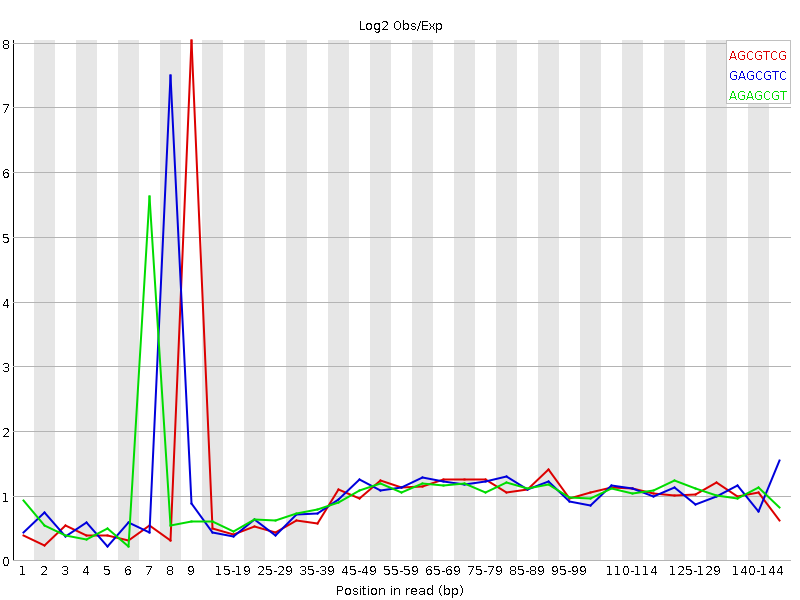 Log2 Obs/Exp
8
7
6
5
4
3
2
1
0
AGCGTCG
GAGCGTC
AGAGCGT
1 2 3 4 5 6 7 8 9 15-19 25-29 35-39 45-49 55-59 65-69 75-79 85-89 95-99 110-114 125-129 140-144
Position in read (bp)